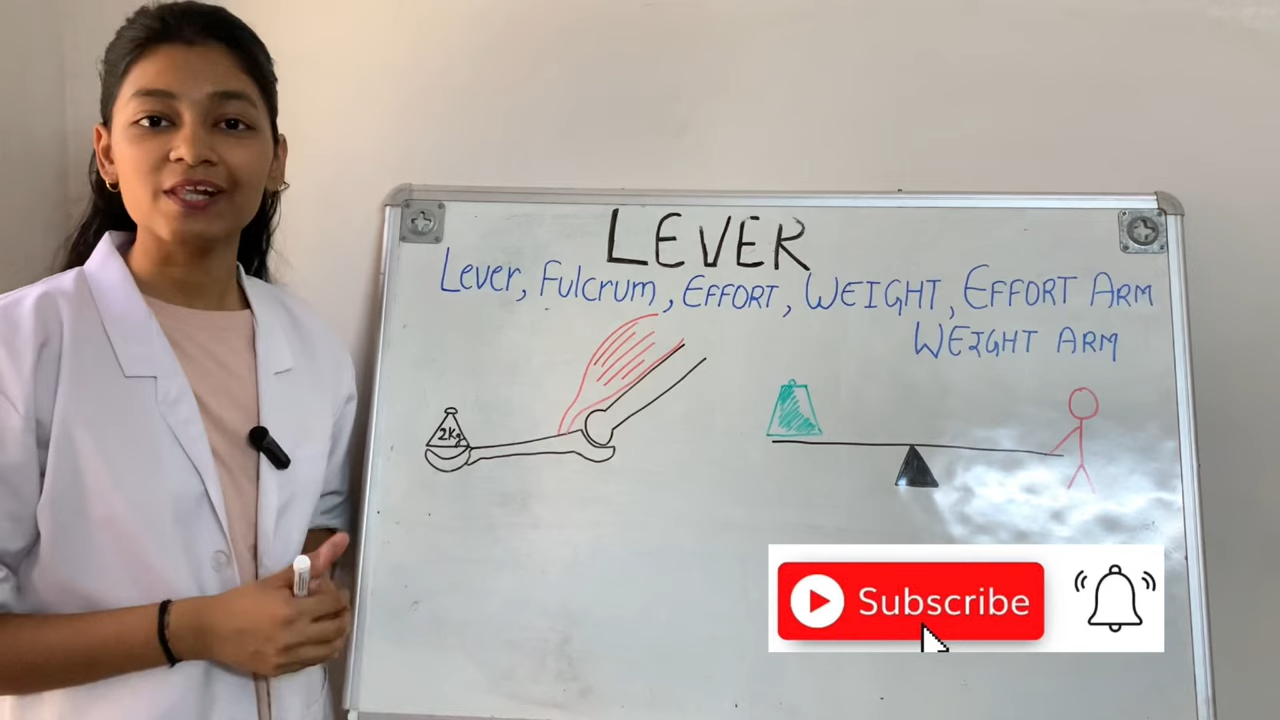 LEVER
Lever, Fulcrum, EFFORT, WEIGHT, EFFORT ARM
WEIGHT ARM
2Kg
Subscribe